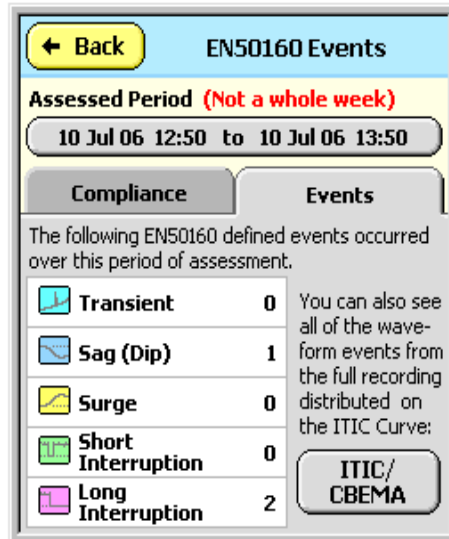 ← Back
EN50160 Events
Assessed Period (Not a whole week)
10 Jul 06 12:50 to 10 Jul 06 13:50
Compliance
Events
The following EN50160 defined events occurred
over this period of assessment.
Transient 0
Sag (Dip) 1
Surge 0
Short
Interruption 0
Long
Interruption 2
You can also see
all of the wave-
form events from
the full recording
distributed on
the ITIC Curve:
ITIC/
CBEMA